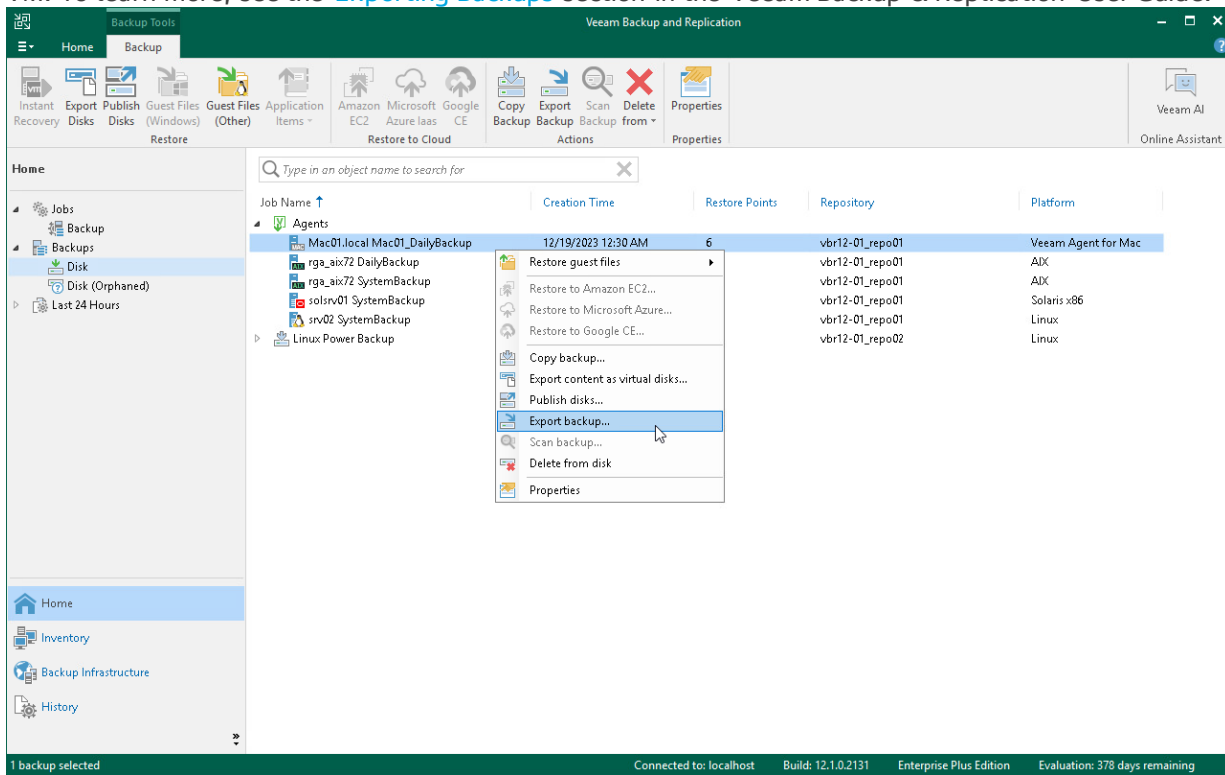 VM. To learn more, see the Exporting Backups section in the Veeam Backup & Replication User Guide.
Backup Tools
Veeam Backup and Replication
Home Backup
Instant Recovery
Export Disks
Publish Disks
Guest Files (Windows)
Guest Files (Other)
Application Items
Restore
Amazon EC2
Microsoft Azure Iaas
Google CE
Restore to Cloud
Copy Backup
Export Backup
Scan Backup
Delete from
Actions
Properties
Properties
Veeam AI
Online Assistant
Home
Type in an object name to search for
Jobs
Backup
Backups
Disk
Disk (Orphaned)
Last 24 Hours
Job Name Creation Time Restore Points Repository Platform
Agents
Mac01.local Mac01_DailyBackup 12/19/2023 12:30 AM 6 vbr12-01_repo01 Veeam Agent for Mac
rga_aix72 DailyBackup vbr12-01_repo01 AIX
rga_aix72 SystemBackup vbr12-01_repo01 AIX
solsrv01 SystemBackup vbr12-01_repo01 Solaris x86
srv02 SystemBackup vbr12-01_repo01 Linux
Linux Power Backup vbr12-01_repo02 Linux
Restore guest files
Restore to Amazon EC2...
Restore to Microsoft Azure...
Restore to Google CE...
Copy backup...
Export content as virtual disks...
Publish disks...
Export backup...
Scan backup...
Delete from disk
Properties
Home
Inventory
Backup Infrastructure
History
1 backup selected Connected to: localhost Build: 12.1.0.2131 Enterprise Plus Edition Evaluation: 378 days remaining